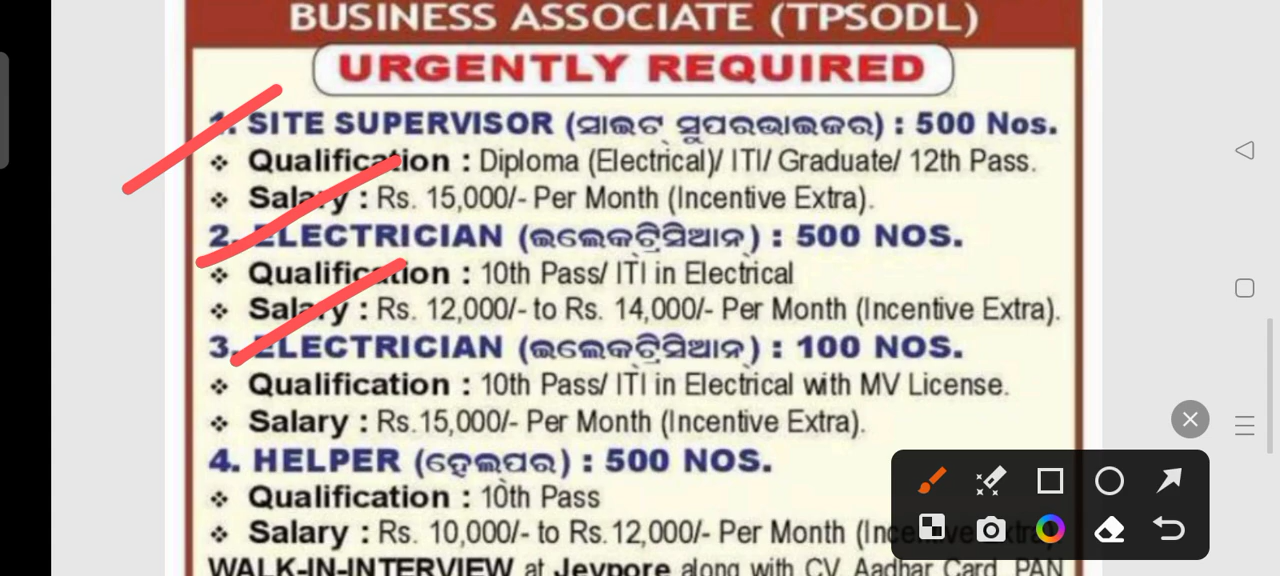 BUSINESS ASSOCIATE (TPSODL)
URGENTLY REQUIRED
1. SITE SUPERVISOR (ସାଇଟ ସୁପରଭାଇଜର) : 500 Nos.
❖ Qualification : Diploma (Electrical)/ ITI/ Graduate/ 12th Pass.
❖ Salary : Rs. 15,000/- Per Month (Incentive Extra).
2. ELECTRICIAN (ଇଲେକଟ୍ରିସିଆନ) : 500 NOS.
❖ Qualification : 10th Pass/ ITI in Electrical
❖ Salary : Rs. 12,000/- to Rs. 14,000/- Per Month (Incentive Extra).
3. ELECTRICIAN (ଇଲେକଟ୍ରିସିଆନ) : 100 NOS.
❖ Qualification : 10th Pass/ ITI in Electrical with MV License.
❖ Salary : Rs.15,000/- Per Month (Incentive Extra).
4. HELPER (ହେଲପର) : 500 NOS.
❖ Qualification : 10th Pass
❖ Salary : Rs. 10,000/- to Rs.12,000/- Per Month (Incentive Extra)
WALK-IN-INTERVIEW at Jeypore along with CV, Aadhar Card, PAN